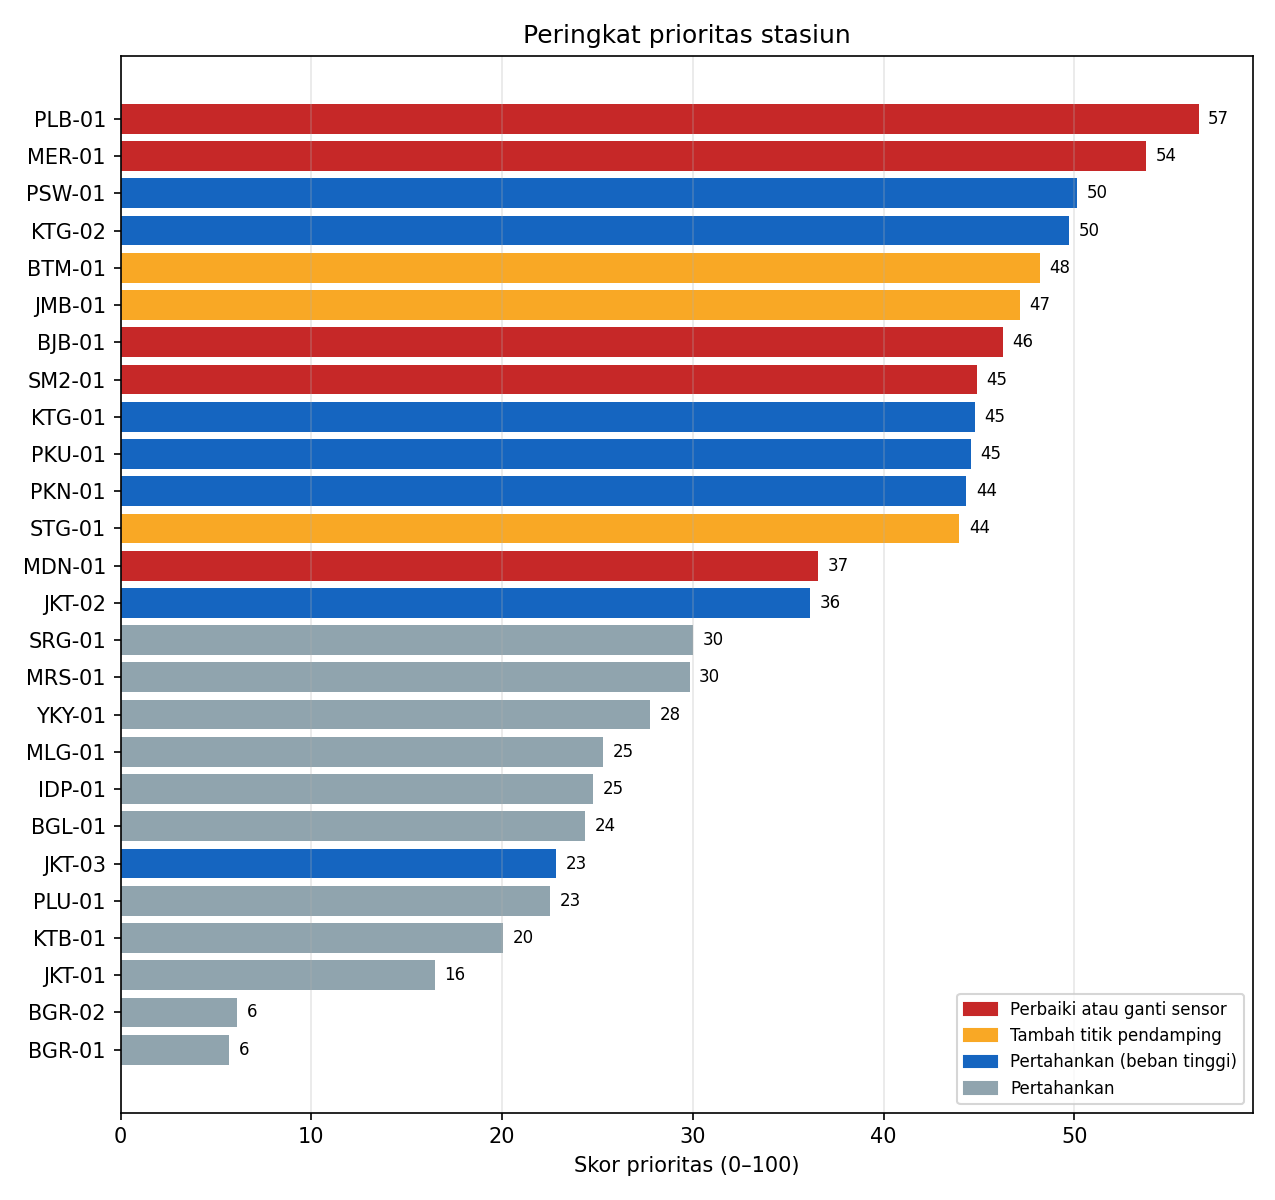 Peringkat prioritas stasiun
PLB-01 57
MER-01 54
PSW-01 50
KTG-02 50
BTM-01 48
JMB-01 47
BJB-01 46
SM2-01 45
KTG-01 45
PKU-01 45
PKN-01 44
STG-01 44
MDN-01 37
JKT-02 36
SRG-01 30
MRS-01 30
YKY-01 28
MLG-01 25
IDP-01 25
BGL-01 24
JKT-03 23
PLU-01 23
KTB-01 20
JKT-01 16
BGR-02 6
BGR-01 6
Perbaiki atau ganti sensor
Tambah titik pendamping
Pertahankan (beban tinggi)
Pertahankan
0 10 20 30 40 50
Skor prioritas (0–100)